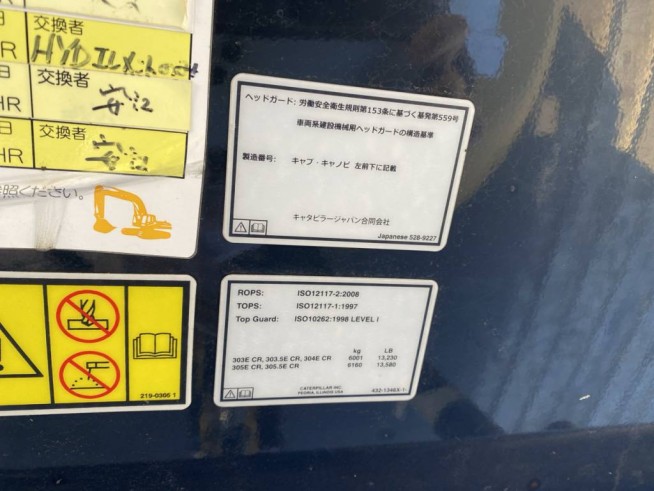 交換者
HR
HYD
日
交換者
HR
安江
日
交換者
HR
安江
照ください。
ヘッドガード: 労働安全衛生規則第153条に基づく基発第559号
車両系建設機械用ヘッドガードの構造基準
製造番号: キャブ・キャノピ 左前下に記載
キャタピラージャパン合同会社
Japanese 528-9227
ROPS: ISO12117-2:2008
TOPS: ISO12117-1:1997
Top Guard: ISO10262:1998 LEVEL I
kg LB
303E CR, 303.5E CR, 304E CR 6001 13,230
305E CR, 305.5E CR 6160 13,580
CATERPILLAR INC.
PEORIA, ILLINOIS USA
432-1346
219-0366 1